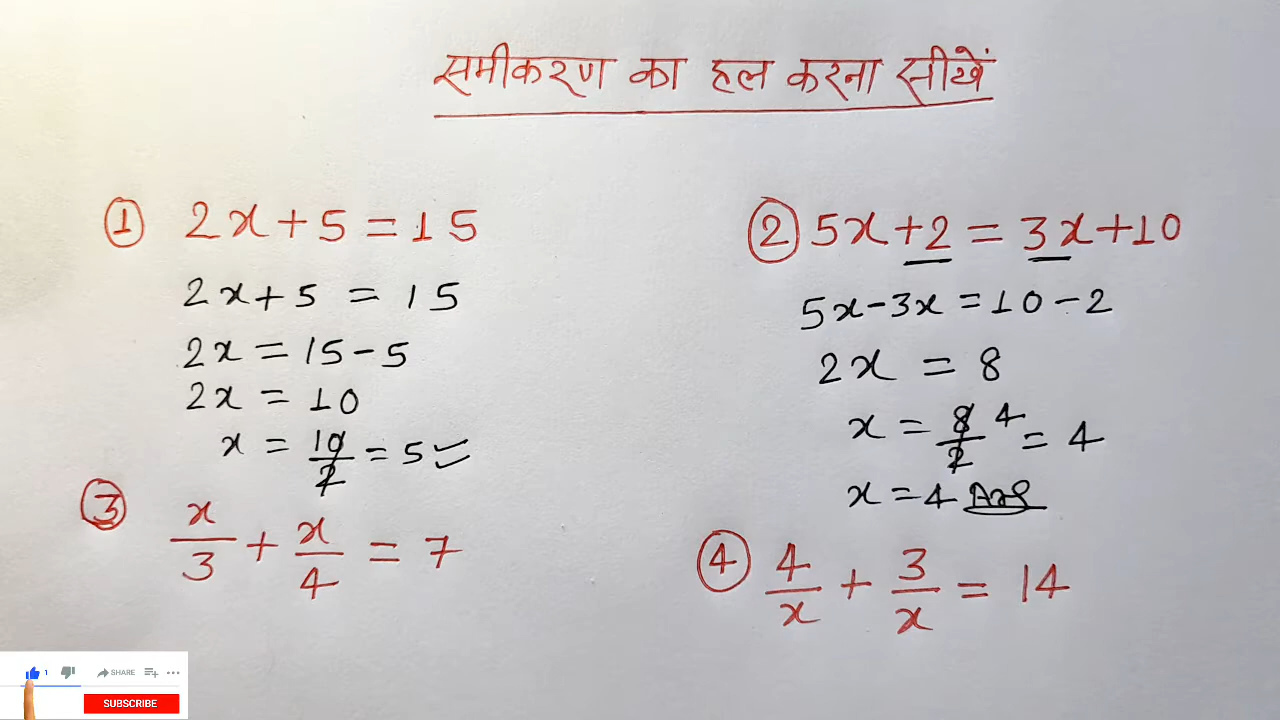 समीकरण का हल करना सीखें
① 2x+5=15
2x+5 = 15
2x = 15-5
2x = 10
x = 10/2 = 5
② 5x+2 = 3x+10
5x-3x = 10-2
2x = 8
x = 8/2 4 = 4
x = 4 Ans
③ x/3 + x/4 = 7
④ 4/x + 3/x = 14
1 SHARE
SUBSCRIBE